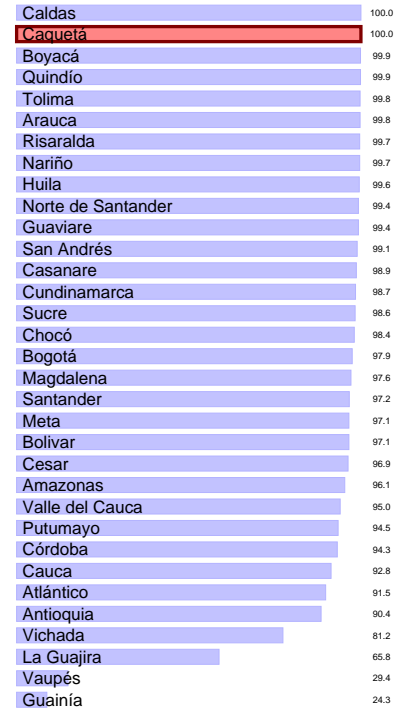 Caldas 100.0
Caquetá 100.0
Boyacá 99.9
Quindío 99.9
Tolima 99.8
Arauca 99.8
Risaralda 99.7
Nariño 99.7
Huila 99.6
Norte de Santander 99.4
Guaviare 99.4
San Andrés 99.1
Casanare 98.9
Cundinamarca 98.7
Sucre 98.6
Chocó 98.4
Bogotá 97.9
Magdalena 97.6
Santander 97.2
Meta 97.1
Bolivar 97.1
Cesar 96.9
Amazonas 96.1
Valle del Cauca 95.0
Putumayo 94.5
Córdoba 94.3
Cauca 92.8
Atlántico 91.5
Antioquia 90.4
Vichada 81.2
La Guajira 65.8
Vaupés 29.4
Guainía 24.3